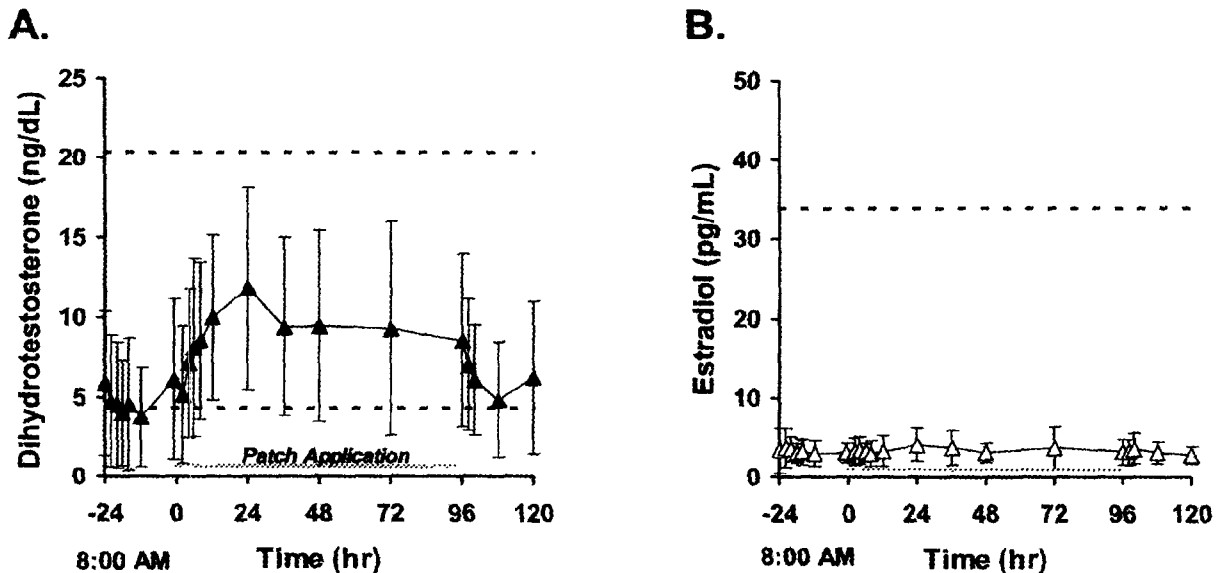 A.
Dihydrotestosterone (ng/dL)
25
20
15
10
5
0
Patch Application
-24 0 24 48 72 96 120
8:00 AM Time (hr)
B.
Estradiol (pg/mL)
50
40
30
20
10
0
-24 0 24 48 72 96 120
8:00 AM Time (hr)